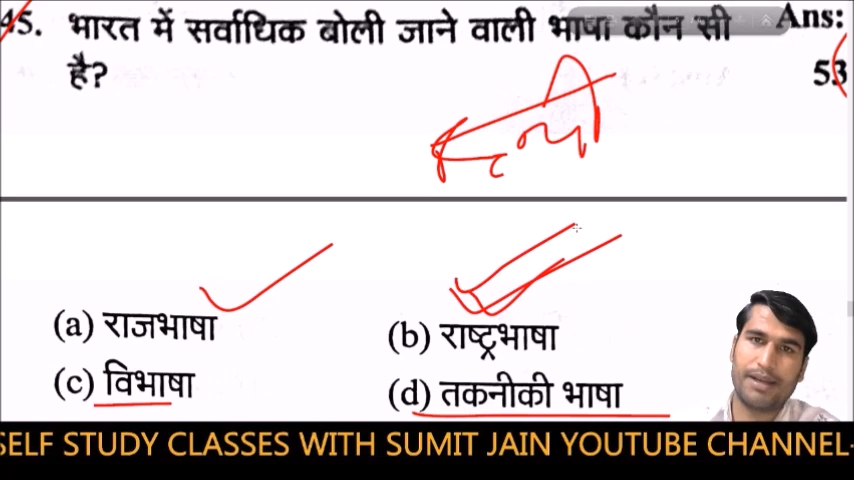 45. भारत में सर्वाधिक बोली जाने वाली भाषा कौन सी Ans:
है? 53
(a) राजभाषा (b) राष्ट्रभाषा
(c) विभाषा (d) तकनीकी भाषा
SELF STUDY CLASSES WITH SUMIT JAIN YOUTUBE CHANNEL-